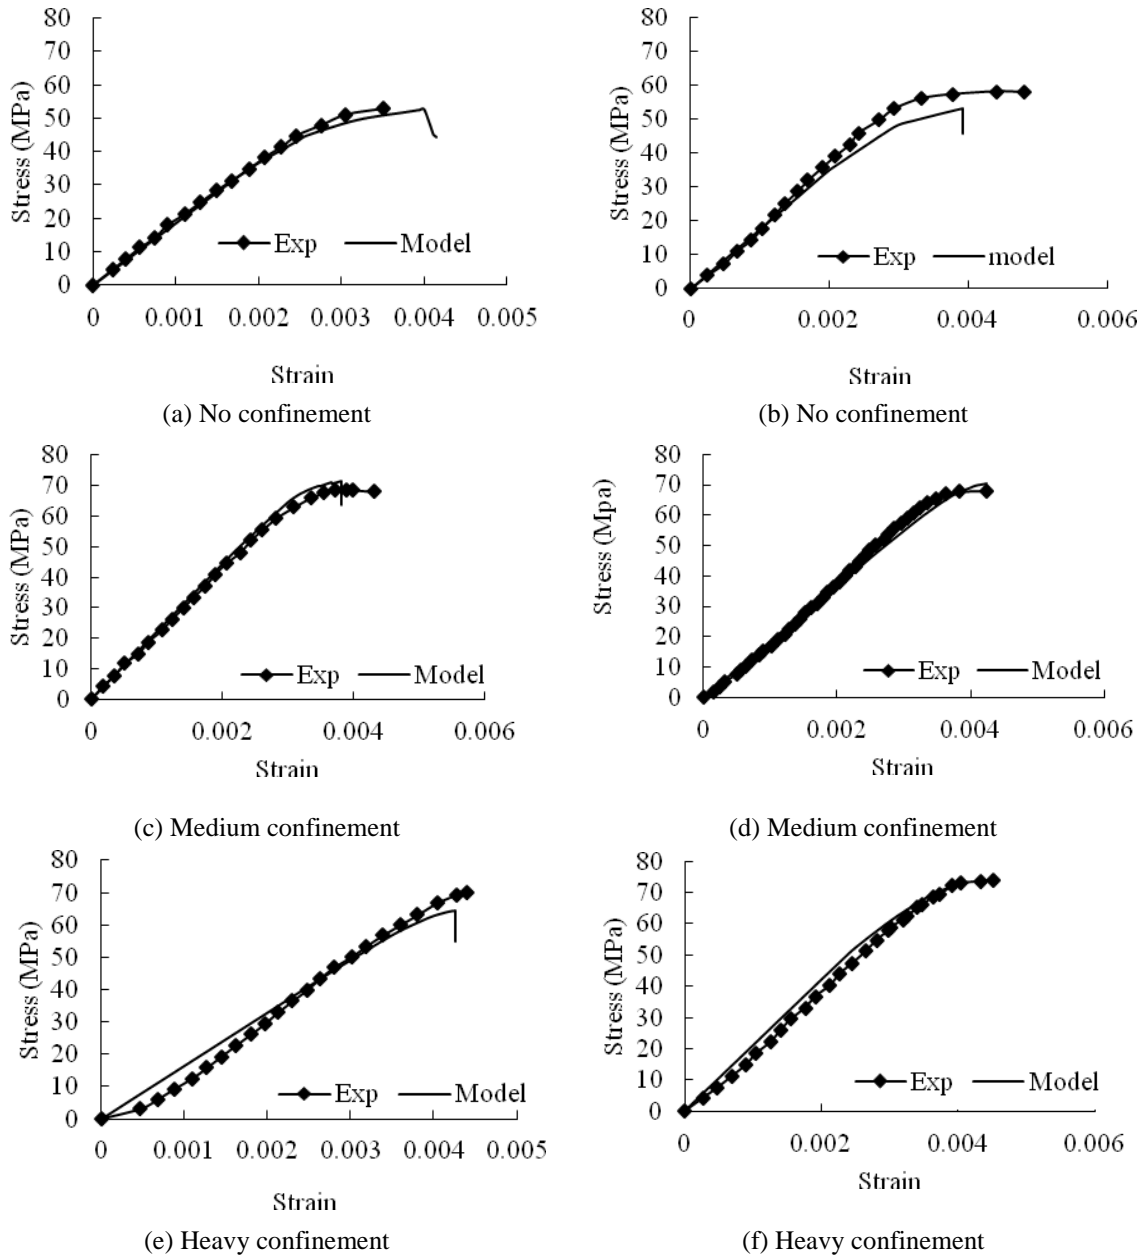 80
70
60
50
40
30
20
10
0
Stress (MPa)
Exp
Model
0 0.001 0.002 0.003 0.004 0.005
Strain
(a) No confinement
80
70
60
50
40
30
20
10
0
Stress (MPa)
Exp
model
0 0.002 0.004 0.006
Strain
(b) No confinement
80
70
60
50
40
30
20
10
0
Stress (MPa)
Exp
Model
0 0.002 0.004 0.006
Strain
(c) Medium confinement
80
70
60
50
40
30
20
10
0
Stress (Mpa)
Exp
Model
0 0.002 0.004 0.006
Strain
(d) Medium confinement
80
70
60
50
40
30
20
10
0
Stress (MPa)
Exp
Model
0 0.001 0.002 0.003 0.004 0.005
Strain
(e) Heavy confinement
80
70
60
50
40
30
20
10
0
Stress (MPa)
Exp
Model
0 0.002 0.004 0.006
Strain
(f) Heavy confinement